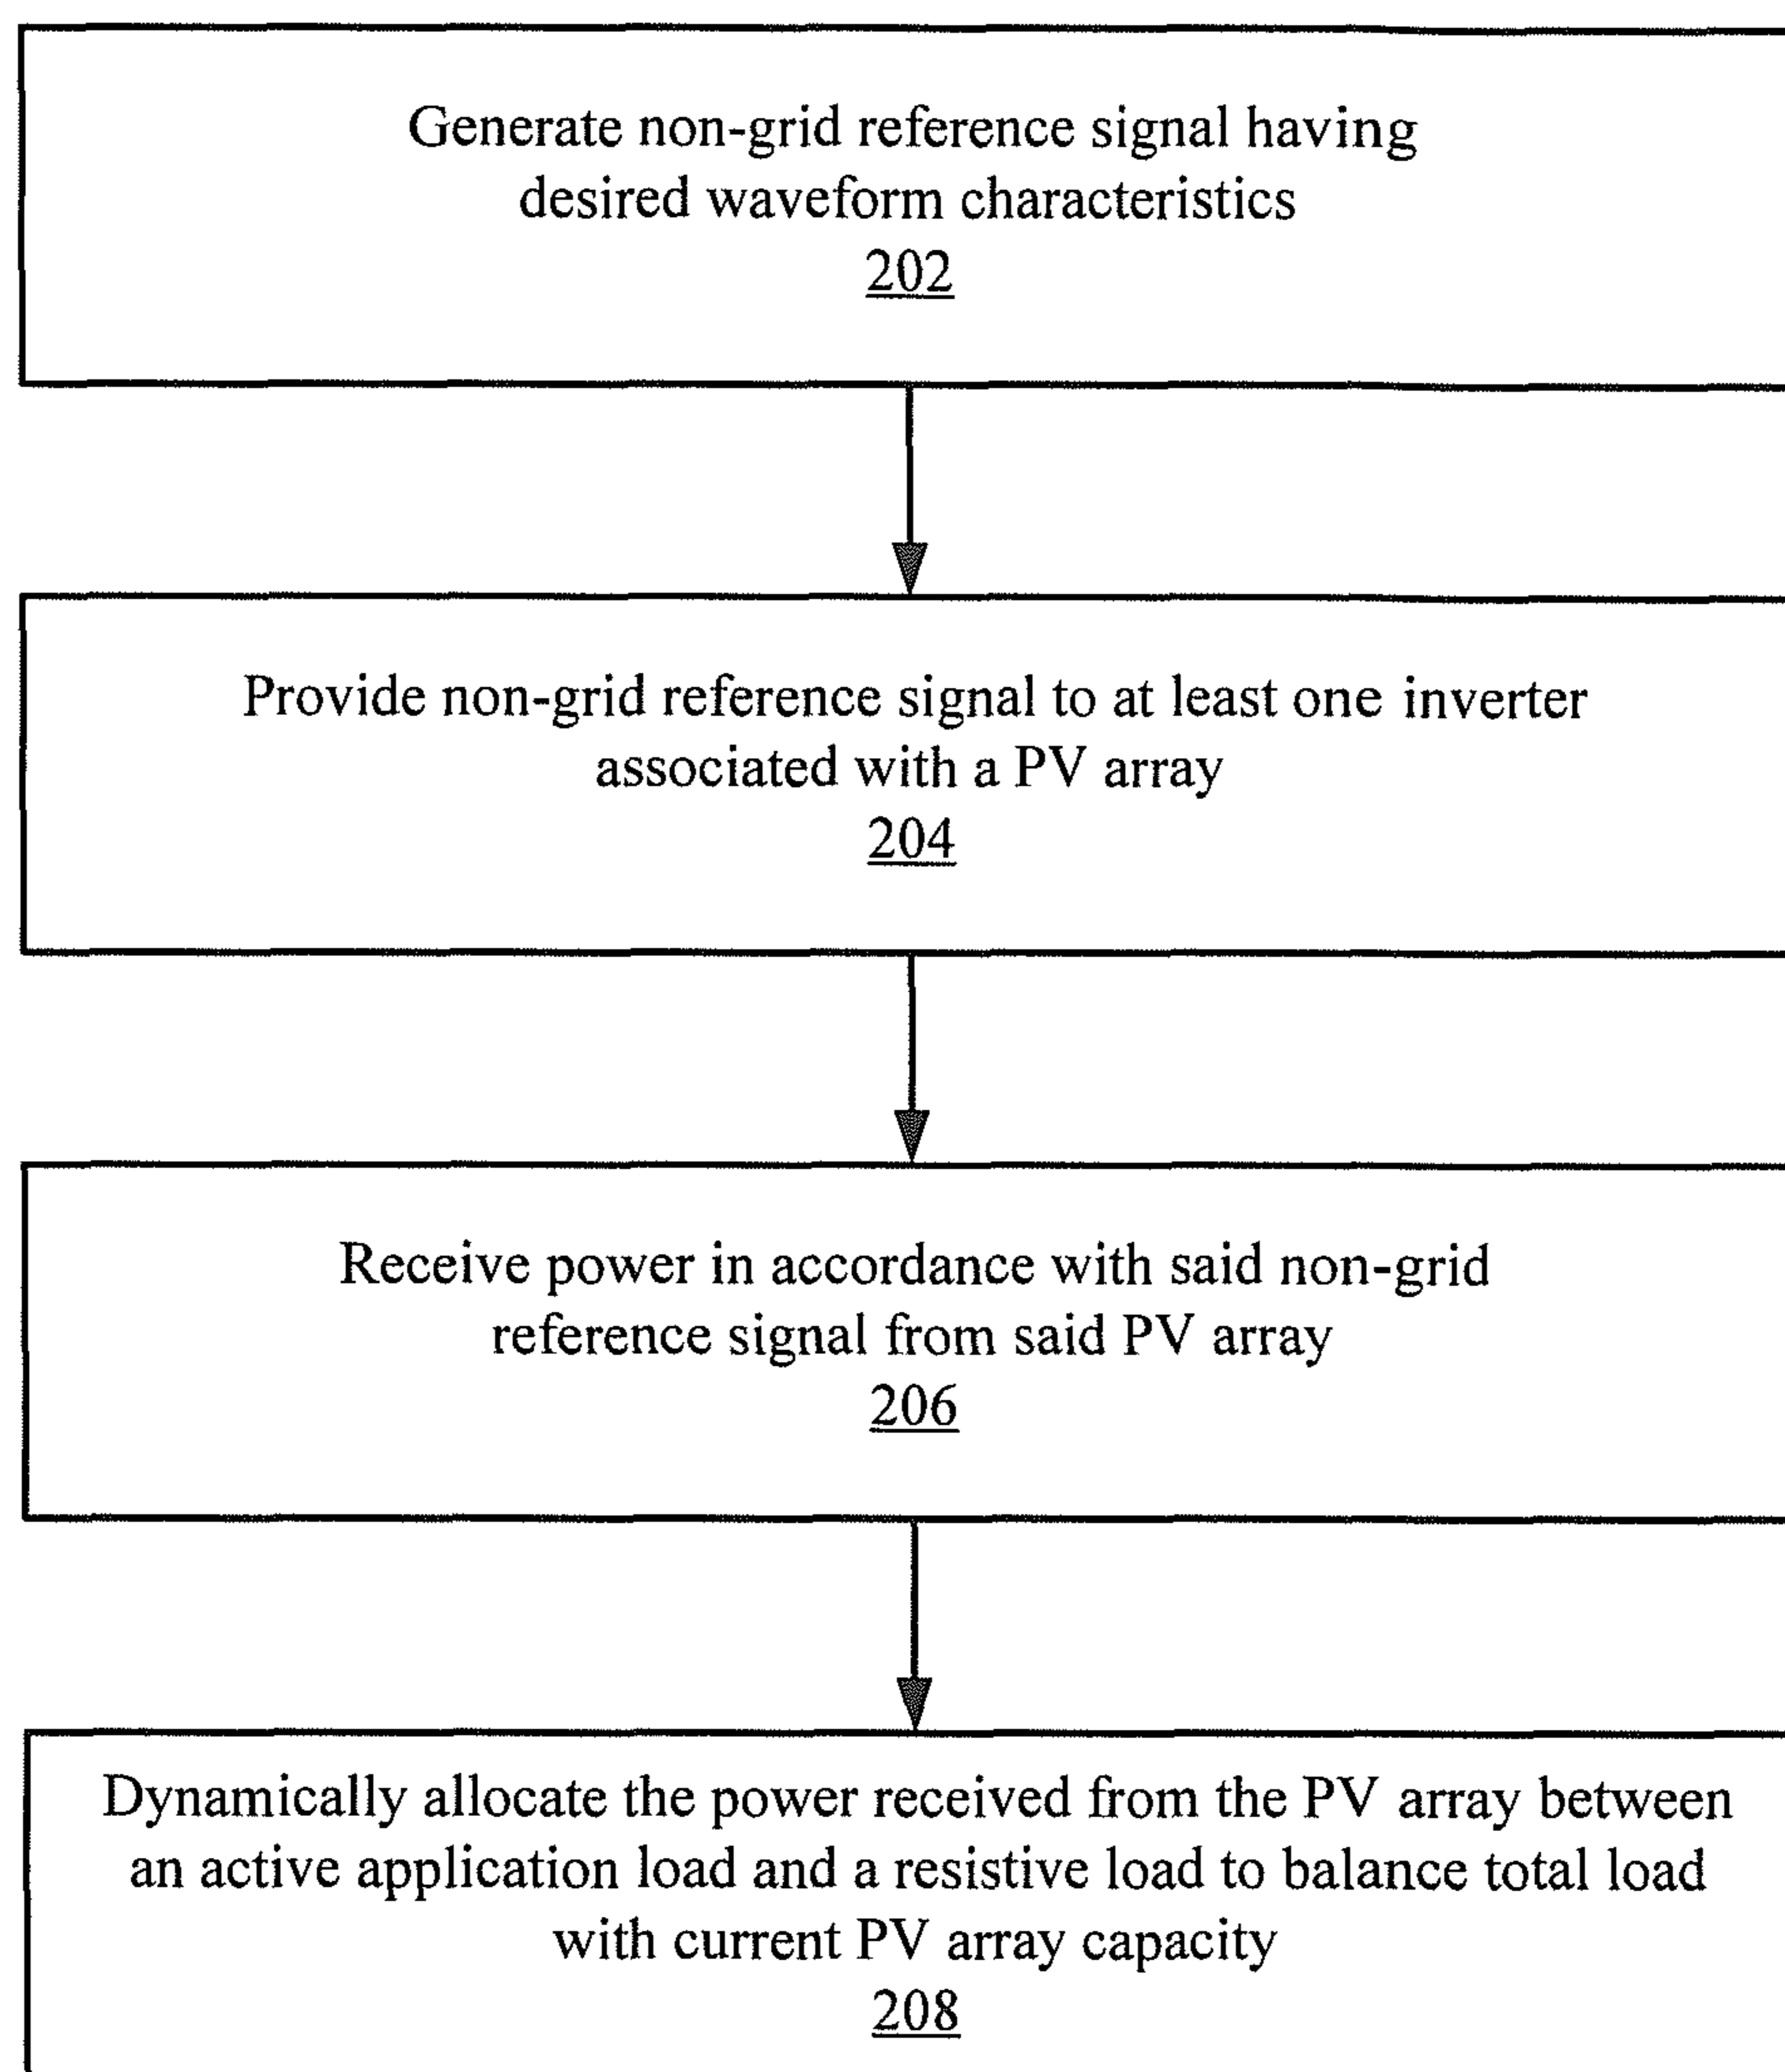 Generate non-grid reference signal having
desired waveform characteristics
202
Provide non-grid reference signal to at least one inverter
associated with a PV array
204
Receive power in accordance with said non-grid
reference signal from said PV array
206
Dynamically allocate the power received from the PV array between
an active application load and a resistive load to balance total load
with current PV array capacity
208